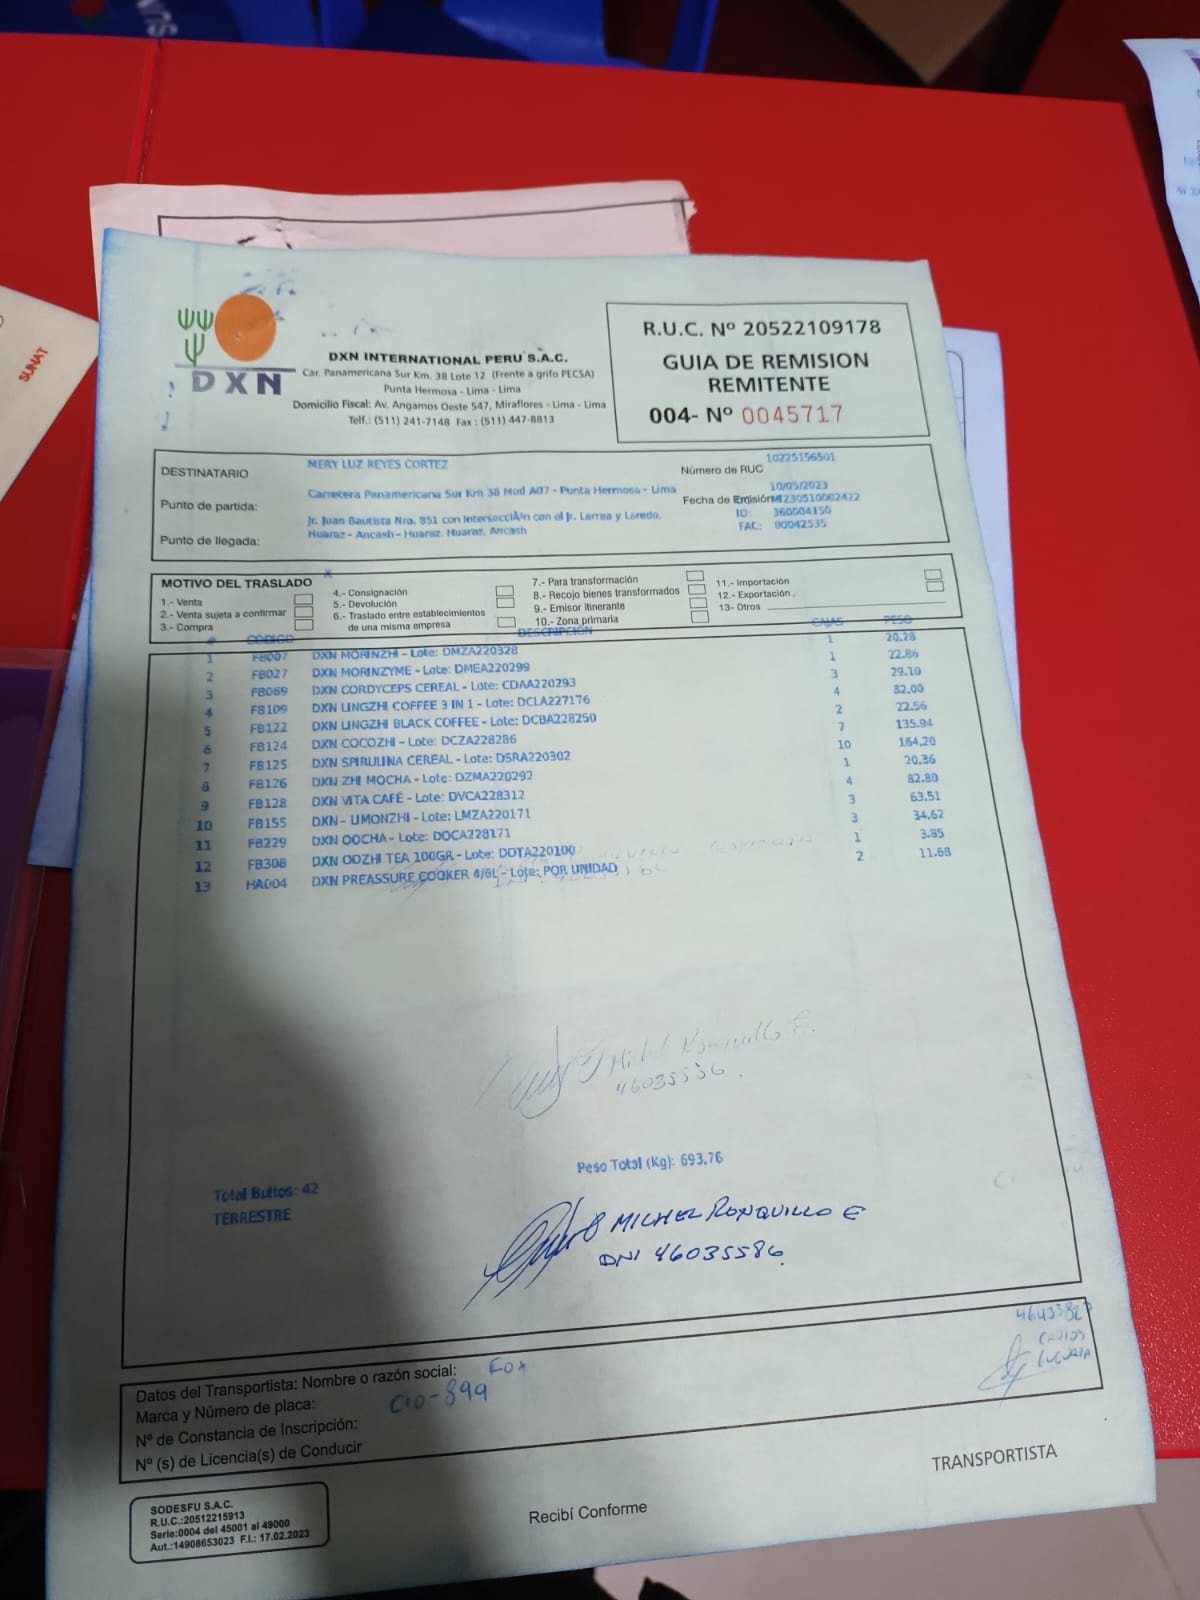 SUNAT
DXN
DXN INTERNATIONAL PERU S.A.C.
Car. Panamericana Sur Km. 38 Lote 12 (Frente a grifo PECSA)
Punta Hermosa - Lima - Lima
Domicilio Fiscal: Av. Angamos Oeste 547, Miraflores - Lima - Lima
Telf.: (511) 241-7148 Fax : (511) 447-8813
R.U.C. Nº 20522109178
GUIA DE REMISION
REMITENTE
004- Nº 0045717
DESTINATARIO MERY LUZ REYES CORTEZ Número de RUC 10225156501
Punto de partida: Carretera Panamericana Sur Km 38 Mod A07 - Punta Hermosa - Lima Fecha de Emisión 10/05/2023
Punto de llegada: Jr. Juan Bautista Nro. 951 con IntersecciÃ³n con el Jr. Larrea y Laredo, ID: 360004150
Huaraz - Ancash - Huaraz. Huaraz, Ancash FAC: 00042535
MOTIVO DEL TRASLADO X
1.- Venta 4.- Consignación 7.- Para transformación 11.- Importación
2.- Venta sujeta a confirmar 5.- Devolución 8.- Recojo bienes transformados 12.- Exportación
3.- Compra 6.- Traslado entre establecimientos de una misma empresa 9.- Emisor itinerante 13- Otros
10.- Zona primaria
# CÓDIGO DESCRIPCIÓN CAJAS PESO
1 FB007 DXN MORINZHI - Lote: DMZA220328 1 20.28
2 FB027 DXN MORINZYME - Lote: DMEA220299 1 22.86
3 FB069 DXN CORDYCEPS CEREAL - Lote: CDAA220293 3 29.10
4 FB109 DXN LINGZHI COFFEE 3 IN 1 - Lote: DCLA227176 4 82.00
5 FB122 DXN LINGZHI BLACK COFFEE - Lote: DCBA228250 2 22.56
6 FB124 DXN COCOZHI - Lote: DCZA228286 7 135.94
7 FB125 DXN SPIRULINA CEREAL - Lote: DSRA220302 10 164.20
8 FB126 DXN ZHI MOCHA - Lote: DZMA220292 1 20.36
9 FB128 DXN VITA CAFÉ - Lote: DVCA228312 4 82.80
10 FB155 DXN - LIMONZHI - Lote: LMZA220171 3 63.51
11 FB229 DXN OOCHA - Lote: DOCA228171 3 34.62
12 FB308 DXN OOZHI TEA 100GR - Lote: DOTA220100 1 3.85
13 HA004 DXN PREASSURE COOKER 4/6L - Lote: POR UNIDAD 2 11.68
Michel Ronquillo E.
Peso Total (Kg): 693.76
Total Bultos: 42
TERRESTRE
MICHEL RONQUILLO E
DNI 46035586
Datos del Transportista: Nombre o razón social:
Marca y Número de placa:
Nº de Constancia de Inscripción:
Nº (s) de Licencia(s) de Conducir
TRANSPORTISTA
Recibí Conforme
SODESFU S.A.C.
R.U.C.:20512215913
Serie:0004 del 45001 al 49000
Aut.:14908653023 F.I.: 17.02.2023